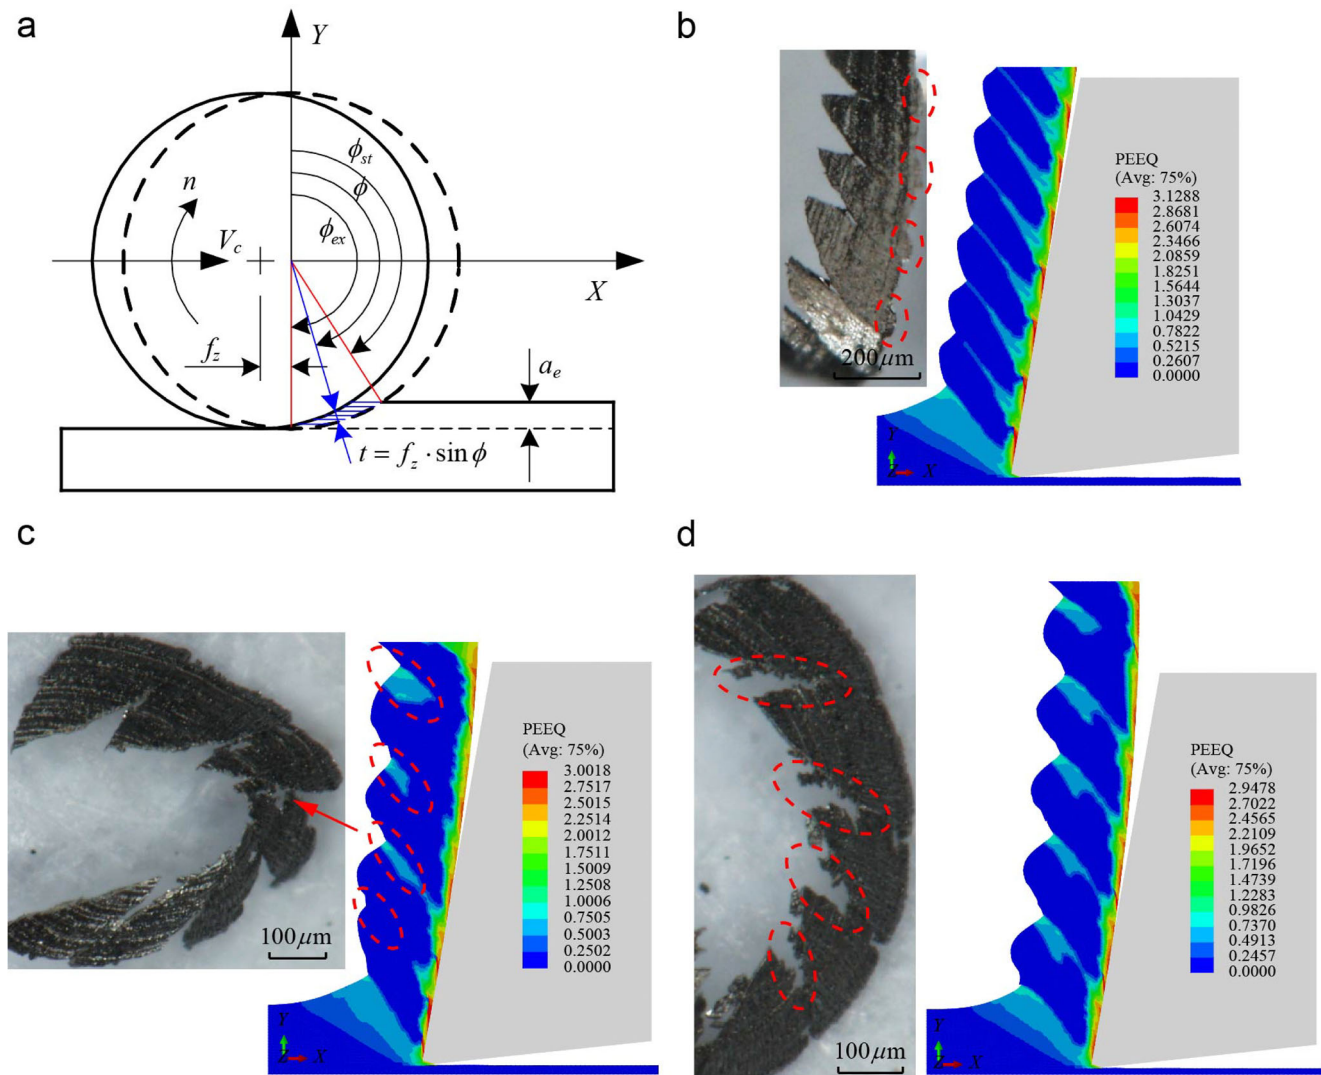 a
Y
ϕst
ϕ
ϕex
n
Vc
X
fz
ae
t = fz · sin ϕ
b
200μm
PEEQ
(Avg: 75%)
3.1288
2.8681
2.6074
2.3466
2.0859
1.8251
1.5644
1.3037
1.0429
0.7822
0.5215
0.2607
0.0000
Y
Z X
c
100μm
PEEQ
(Avg: 75%)
3.0018
2.7517
2.5015
2.2514
2.0012
1.7511
1.5009
1.2508
1.0006
0.7505
0.5003
0.2502
0.0000
Y
Z X
d
100μm
PEEQ
(Avg: 75%)
2.9478
2.7022
2.4565
2.2109
1.9652
1.7196
1.4739
1.2283
0.9826
0.7370
0.4913
0.2457
0.0000
Y
Z X